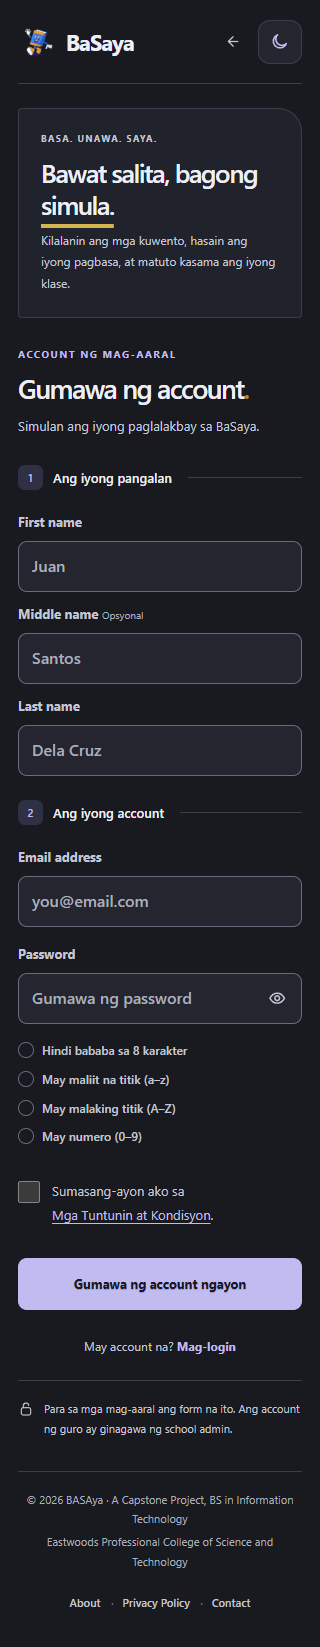 BaSaya
BASA. UNAWA. SAYA.
Bawat salita, bagong
simula.
Kilalanin ang mga kuwento, hasain ang
iyong pagbasa, at matuto kasama ang iyong
klase.
ACCOUNT NG MAG-AARAL
Gumawa ng account.
Simulan ang iyong paglalakbay sa BaSaya.
1 Ang iyong pangalan
First name
Juan
Middle name Opsyonal
Santos
Last name
Dela Cruz
2 Ang iyong account
Email address
you@email.com
Password
Gumawa ng password
Hindi bababa sa 8 karakter
May maliit na titik (a–z)
May malaking titik (A–Z)
May numero (0–9)
Sumasang-ayon ako sa
Mga Tuntunin at Kondisyon.
Gumawa ng account ngayon
May account na? Mag-login
Para sa mga mag-aaral ang form na ito. Ang account
ng guro ay ginagawa ng school admin.
© 2026 BASAya · A Capstone Project, BS in Information
Technology
Eastwoods Professional College of Science and
Technology
About · Privacy Policy · Contact